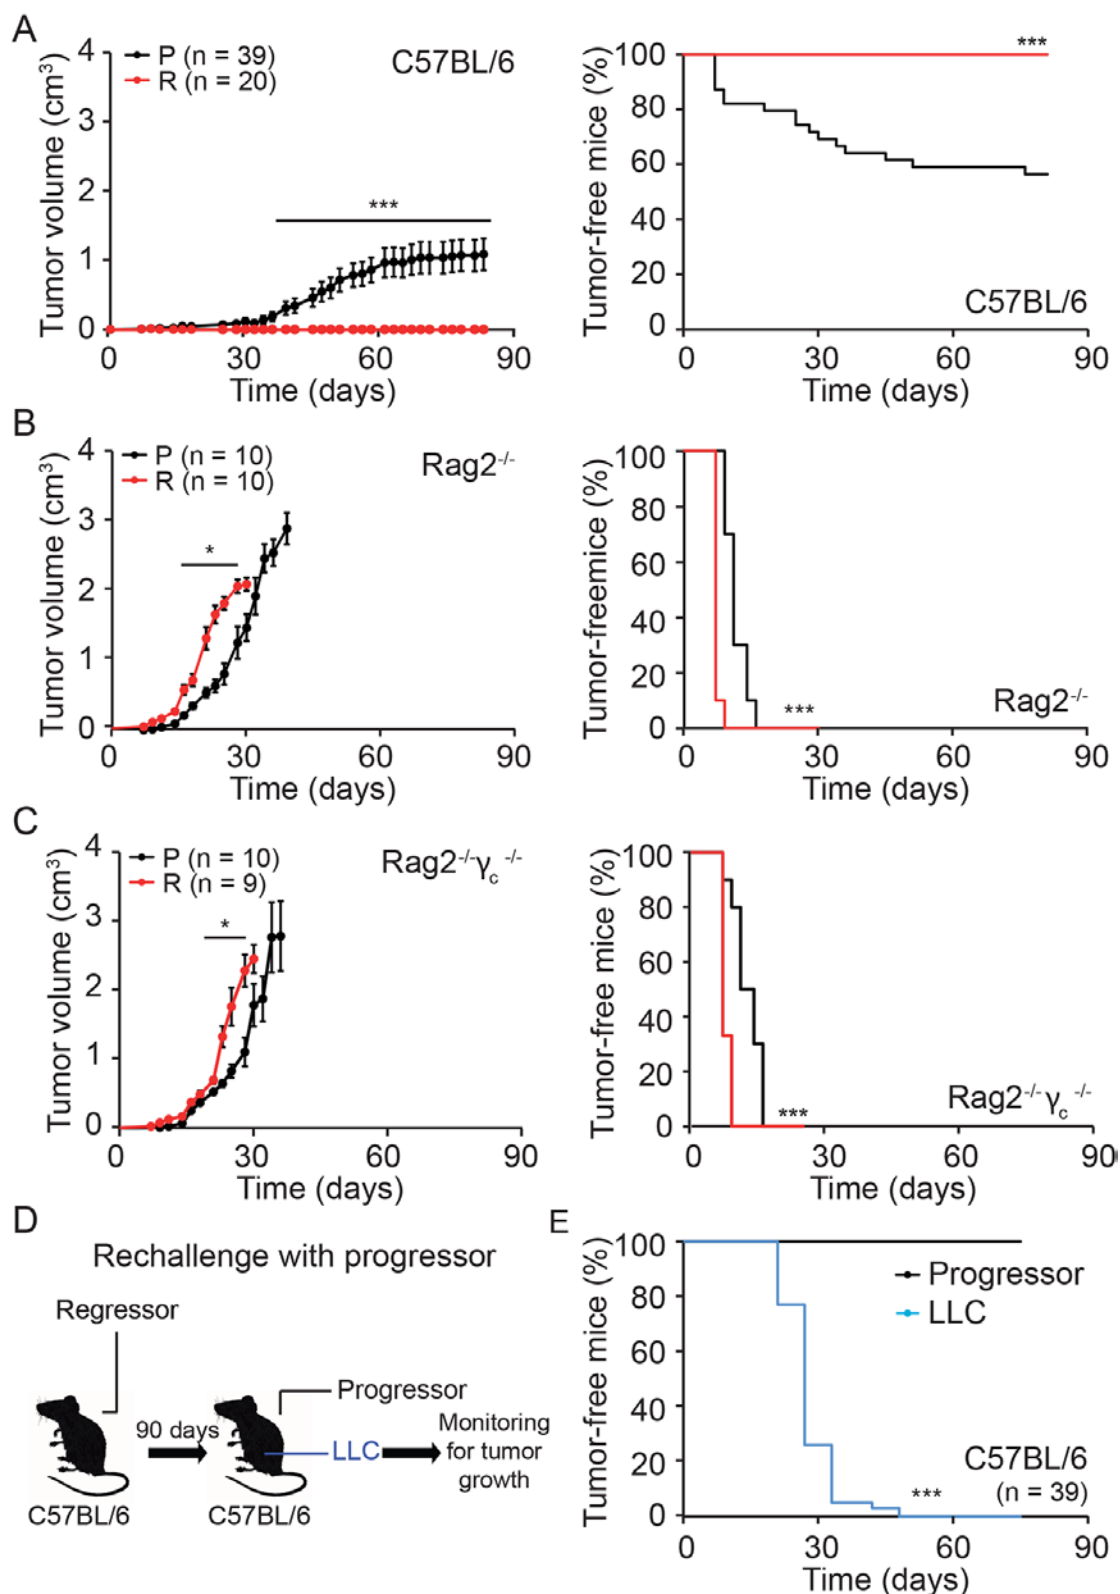 A
P (n = 39)
R (n = 20)
C57BL/6
Tumor volume (cm³)
4
3
2
1
0
***
0 30 60 90
Time (days)
Tumor-free mice (%)
100
80
60
40
20
0
***
C57BL/6
0 30 60 90
Time (days)
B
P (n = 10)
R (n = 10)
Rag2-/-
Tumor volume (cm³)
4
3
2
1
0
*
0 30 60 90
Time (days)
Tumor-freemice (%)
100
80
60
40
20
0
***
Rag2-/-
0 30 60 90
Time (days)
C
P (n = 10)
R (n = 9)
Rag2-/-γc -/-
Tumor volume (cm³)
4
3
2
1
0
*
0 30 60 90
Time (days)
Tumor-free mice (%)
100
80
60
40
20
0
***
Rag2-/-γc -/-
0 30 60 90
Time (days)
D
Rechallenge with progressor
Regressor
C57BL/6
90 days
Progressor
LLC
C57BL/6
Monitoring
for tumor
growth
E
Tumor-free mice (%)
100
80
60
40
20
0
Progressor
LLC
C57BL/6
(n = 39)
***
0 30 60 90
Time (days)